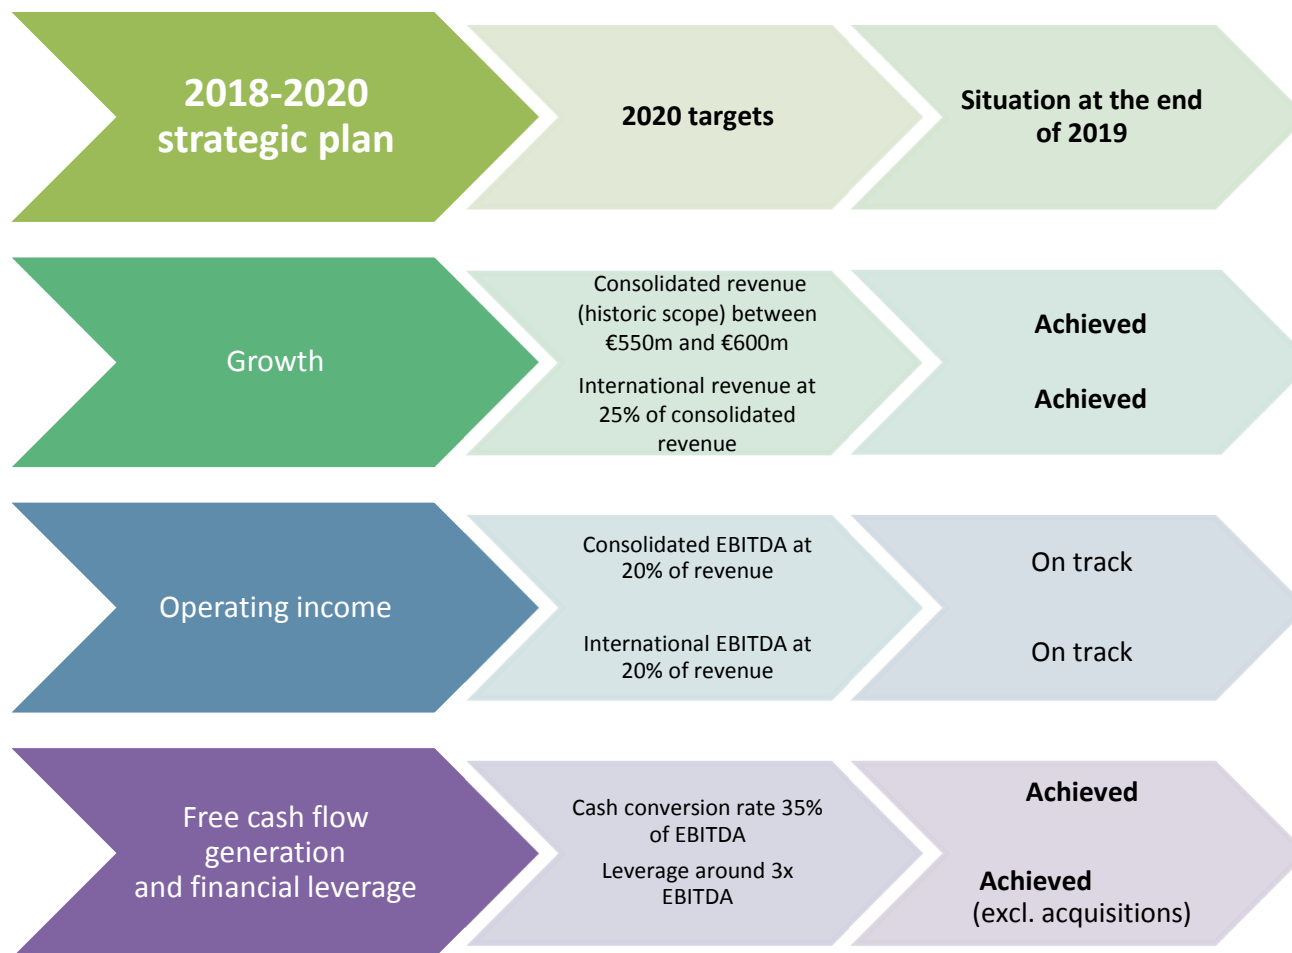 2018-2020
strategic plan
2020 targets
Situation at the end
of 2019
Growth
Consolidated revenue
(historic scope) between
€550m and €600m
International revenue at
25% of consolidated
revenue
Achieved
Achieved
Operating income
Consolidated EBITDA at
20% of revenue
International EBITDA at
20% of revenue
On track
On track
Free cash flow
generation
and financial leverage
Cash conversion rate 35%
of EBITDA
Leverage around 3x
EBITDA
Achieved
Achieved
(excl. acquisitions)